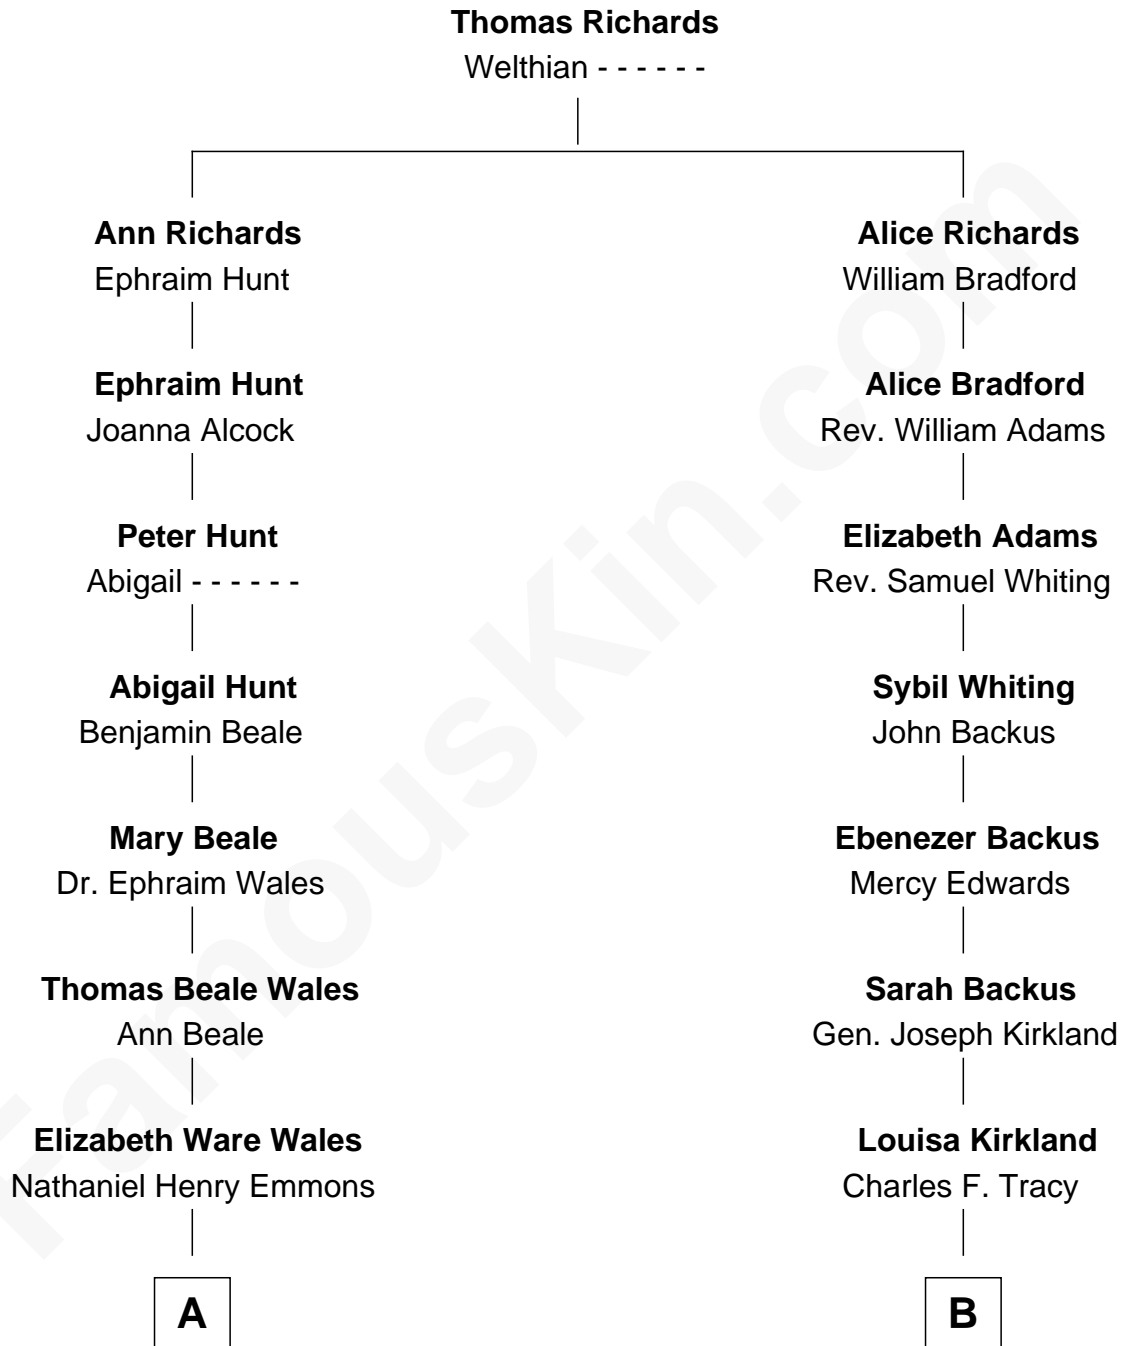 Thomas Richards
Welthian - - - - - -
Ann Richards
Ephraim Hunt
Ephraim Hunt
Joanna Alcock
Peter Hunt
Abigail - - - - - -
Abigail Hunt
Benjamin Beale
Mary Beale
Dr. Ephraim Wales
Thomas Beale Wales
Ann Beale
Elizabeth Ware Wales
Nathaniel Henry Emmons
A
Alice Richards
William Bradford
Alice Bradford
Rev. William Adams
Elizabeth Adams
Rev. Samuel Whiting
Sybil Whiting
John Backus
Ebenezer Backus
Mercy Edwards
Sarah Backus
Gen. Joseph Kirkland
Louisa Kirkland
Charles F. Tracy
B
FamousKin.com